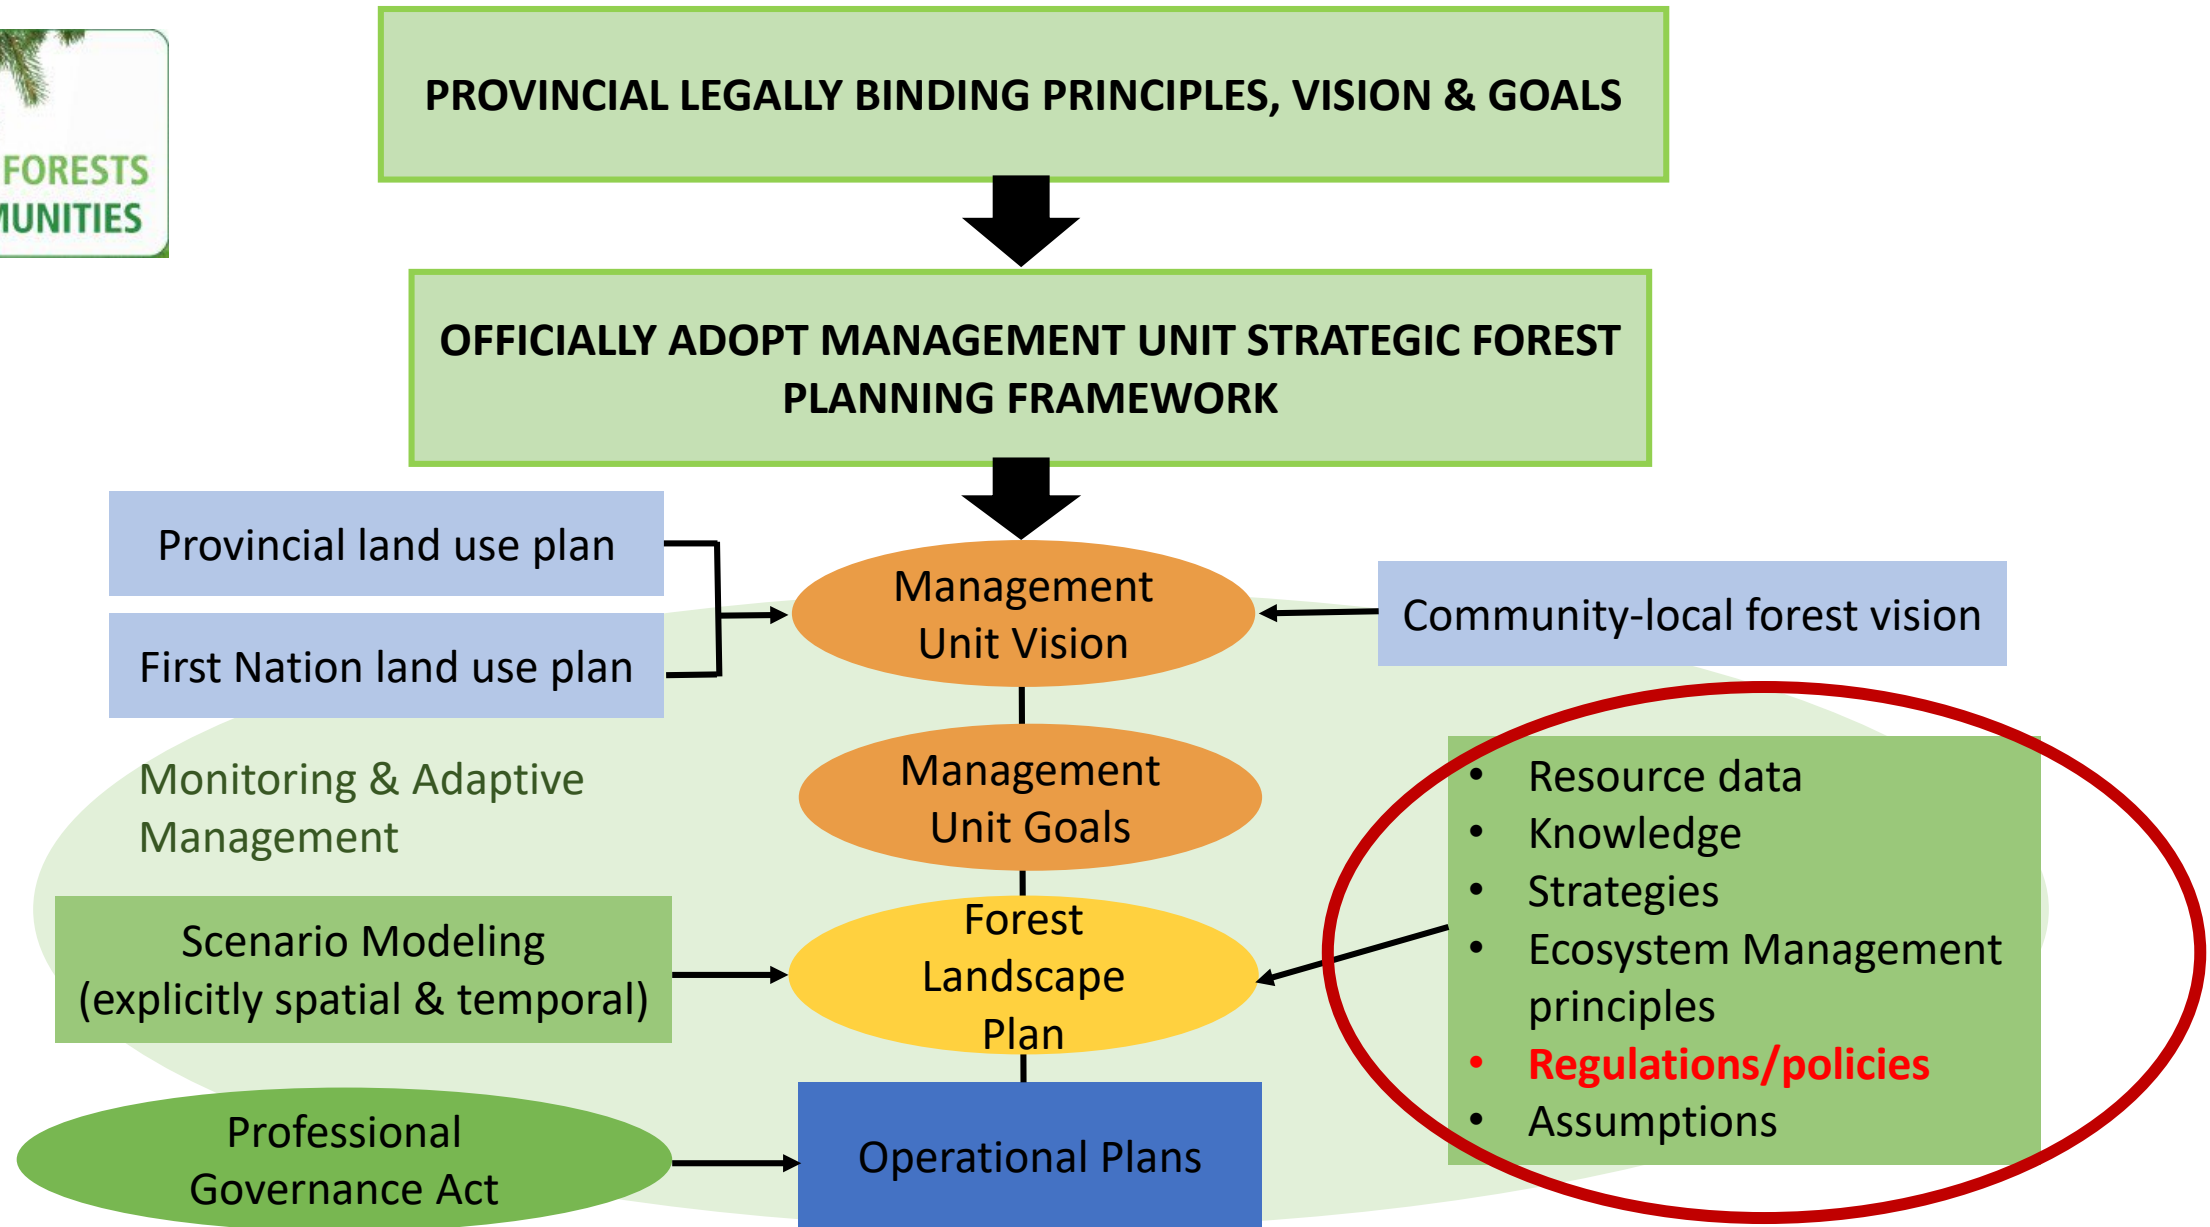 FORESTS
MUNITIES
PROVINCIAL LEGALLY BINDING PRINCIPLES, VISION & GOALS
OFFICIALLY ADOPT MANAGEMENT UNIT STRATEGIC FOREST
PLANNING FRAMEWORK
Provincial land use plan
First Nation land use plan
Management
Unit Vision
Community-local forest vision
Monitoring & Adaptive
Management
Management
Unit Goals
• Resource data
• Knowledge
• Strategies
• Ecosystem Management
principles
• Regulations/policies
• Assumptions
Scenario Modeling
(explicitly spatial & temporal)
Forest
Landscape
Plan
Professional
Governance Act
Operational Plans